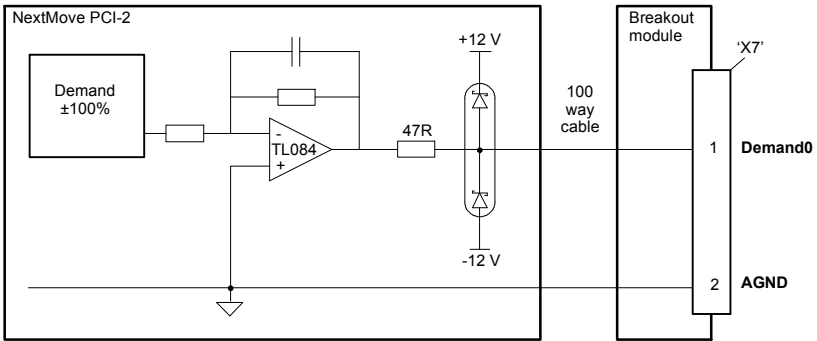 NextMove PCI-2
Breakout
module
'X7'
+12 V
Demand
±100%
100
way
cable
47R
-
TL084
+
1
Demand0
-12 V
2
AGND